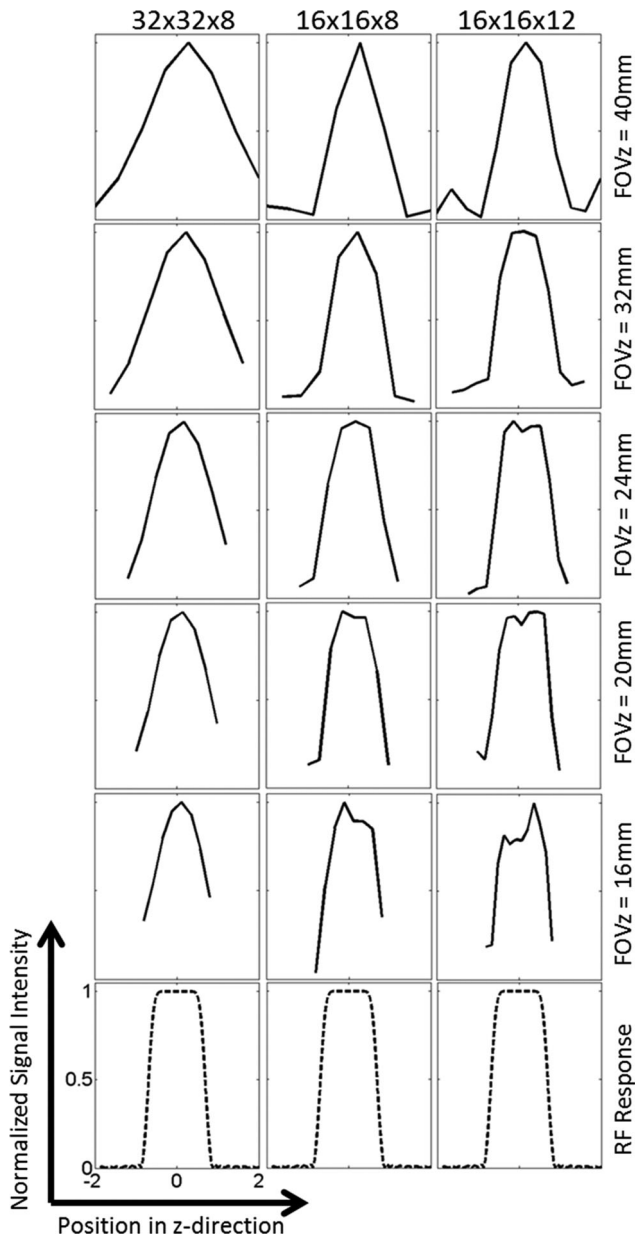 32x32x8
16x16x8
16x16x12
FOVz = 40mm
FOVz = 32mm
FOVz = 24mm
FOVz = 20mm
FOVz = 16mm
RF Response
Normalized Signal Intensity
1
0.5
0
-2
0
2
Position in z-direction